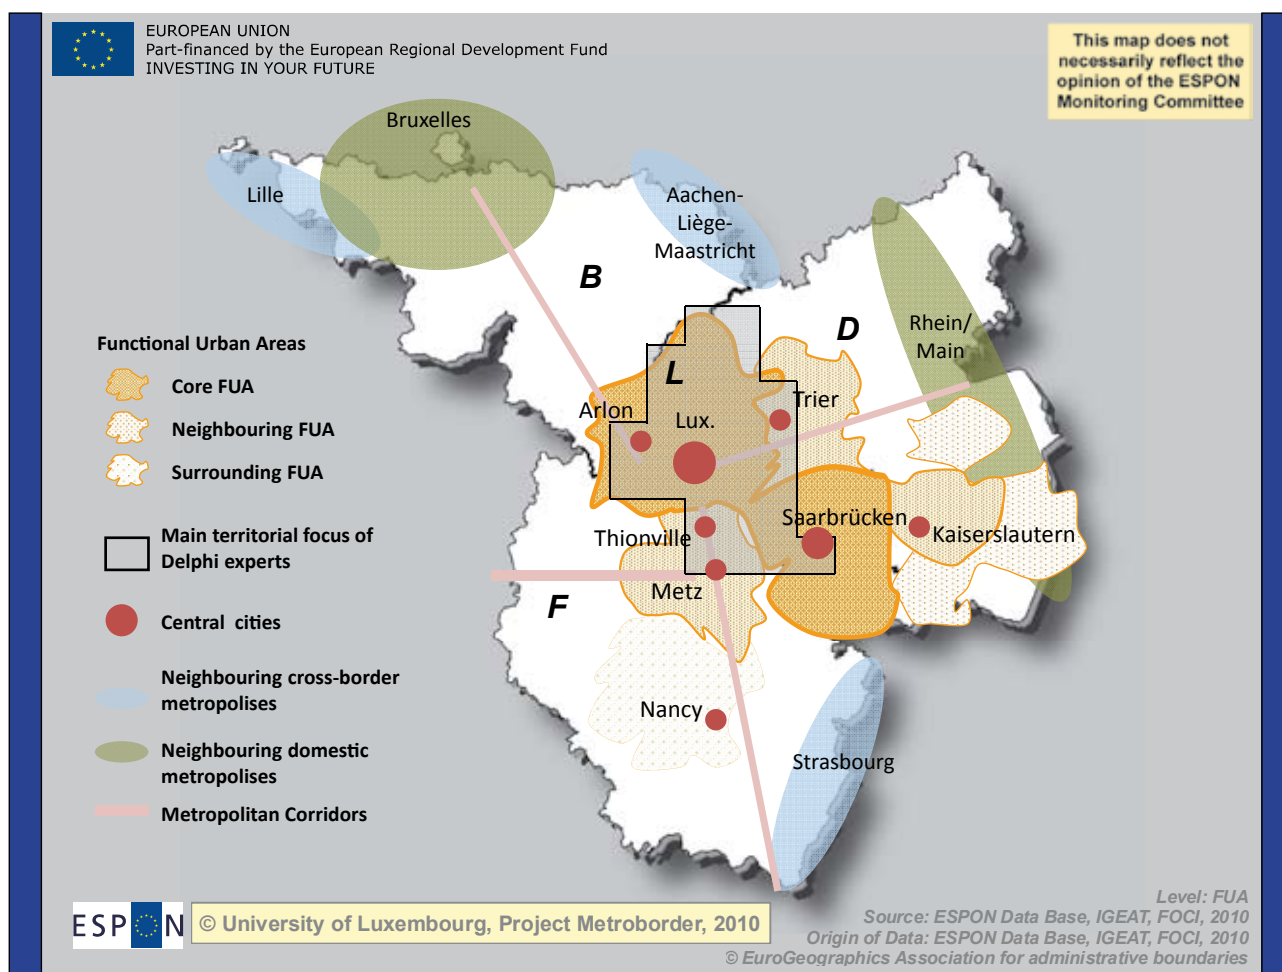 EUROPEAN UNION
Part-financed by the European Regional Development Fund
INVESTING IN YOUR FUTURE
This map does not
necessarily reflect the
opinion of the ESPON
Monitoring Committee
Bruxelles
Lille
Aachen-
Liège-
Maastricht
B
D
Rhein/
Main
L
Arlon
Lux.
Trier
Thionville
Saarbrücken
Kaiserslautern
Metz
F
Nancy
Strasbourg
Functional Urban Areas
Core FUA
Neighbouring FUA
Surrounding FUA
Main territorial focus of
Delphi experts
Central cities
Neighbouring cross-border
metropolises
Neighbouring domestic
metropolises
Metropolitan Corridors
ESPON
© University of Luxembourg, Project Metroborder, 2010
Level: FUA
Source: ESPON Data Base, IGEAT, FOCI, 2010
Origin of Data: ESPON Data Base, IGEAT, FOCI, 2010
© EuroGeographics Association for administrative boundaries